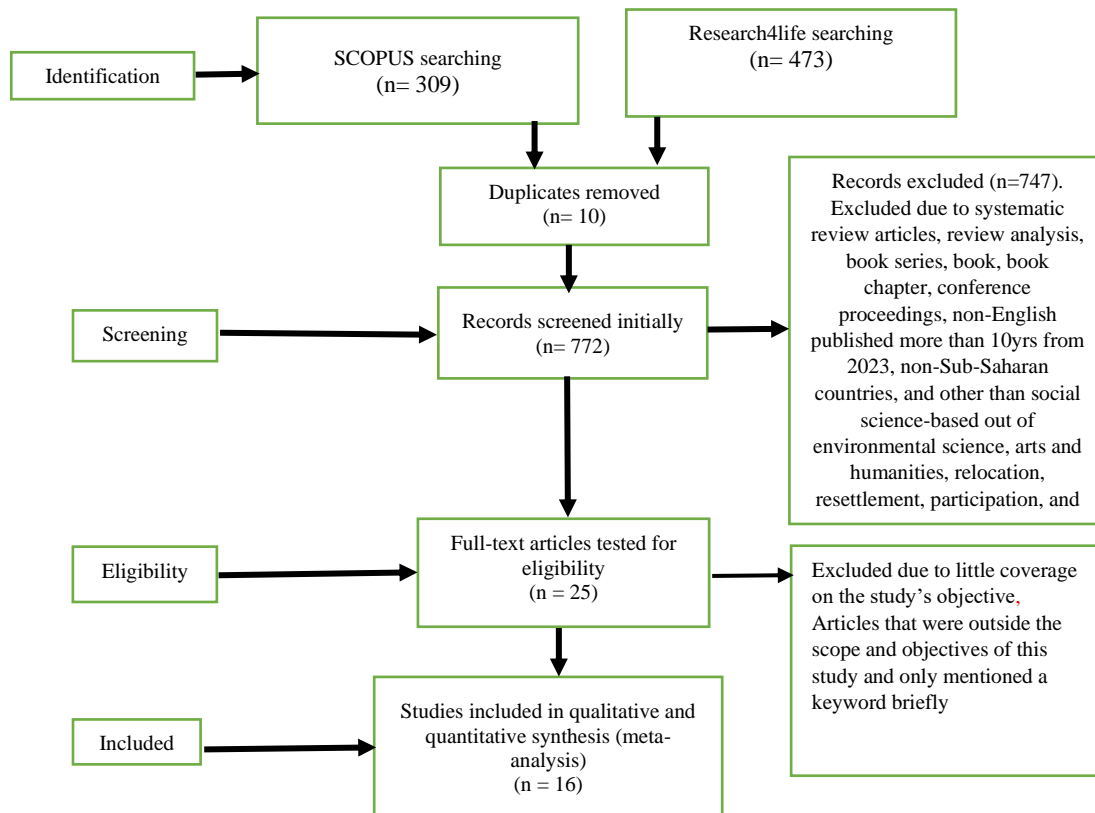 Identification
SCOPUS searching
(n= 309)
Research4life searching
(n= 473)
Duplicates removed
(n= 10)
Screening
Records screened initially
(n= 772)
Records excluded (n=747).
Excluded due to systematic
review articles, review analysis,
book series, book, book
chapter, conference
proceedings, non-English
published more than 10yrs from
2023, non-Sub-Saharan
countries, and other than social
science-based out of
environmental science, arts and
humanities, relocation,
resettlement, participation, and
Eligibility
Full-text articles tested for
eligibility
(n = 25)
Excluded due to little coverage
on the study’s objective,
Articles that were outside the
scope and objectives of this
study and only mentioned a
keyword briefly
Included
Studies included in qualitative and
quantitative synthesis (meta-
analysis)
(n = 16)